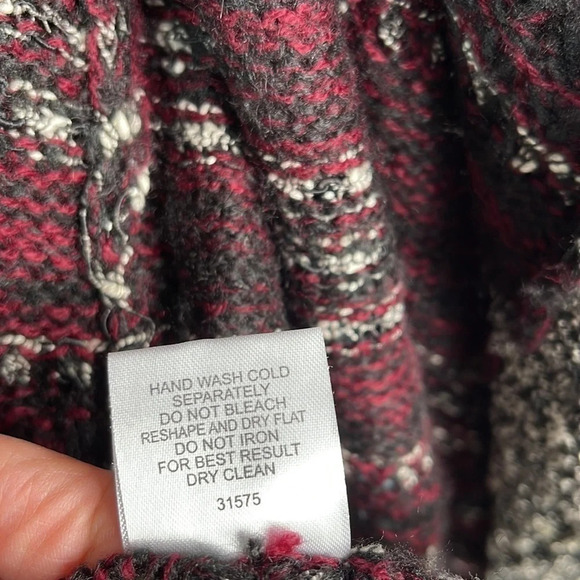 HAND WASH COLD
SEPARATELY
DO NOT BLEACH
RESHAPE AND DRY FLAT
DO NOT IRON
FOR BEST RESULT
DRY CLEAN
31575